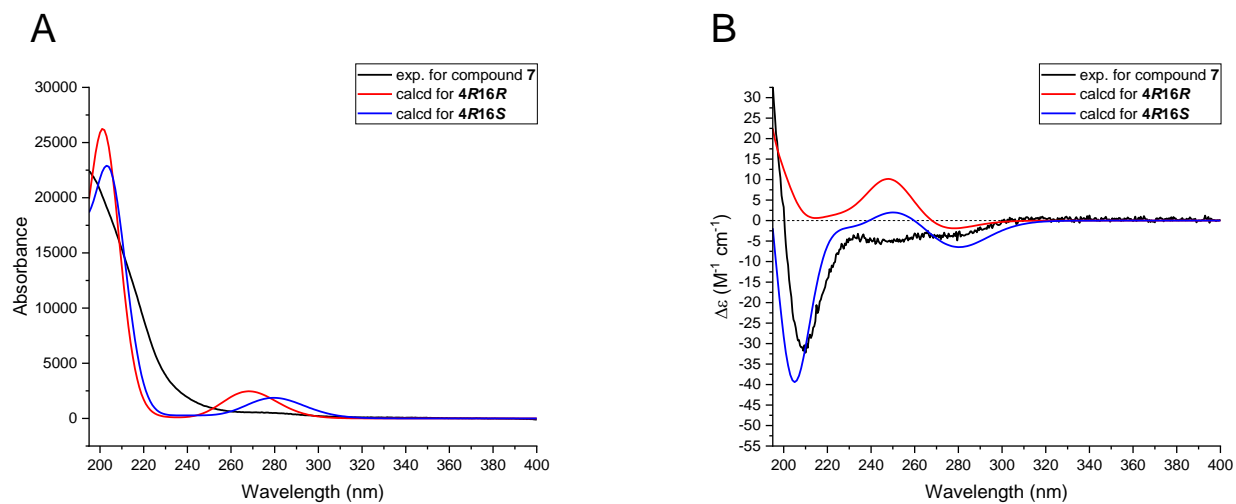 A
exp. for compound 7
calcd for 4R16R
calcd for 4R16S
30000
25000
20000
15000
10000
5000
0
Absorbance
200 220 240 260 280 300 320 340 360 380 400
Wavelength (nm)
B
exp. for compound 7
calcd for 4R16R
calcd for 4R16S
30
25
20
15
10
5
0
-5
-10
-15
-20
-25
-30
-35
-40
-45
-50
-55
Δε (M⁻¹ cm⁻¹)
200 220 240 260 280 300 320 340 360 380 400
Wavelength (nm)